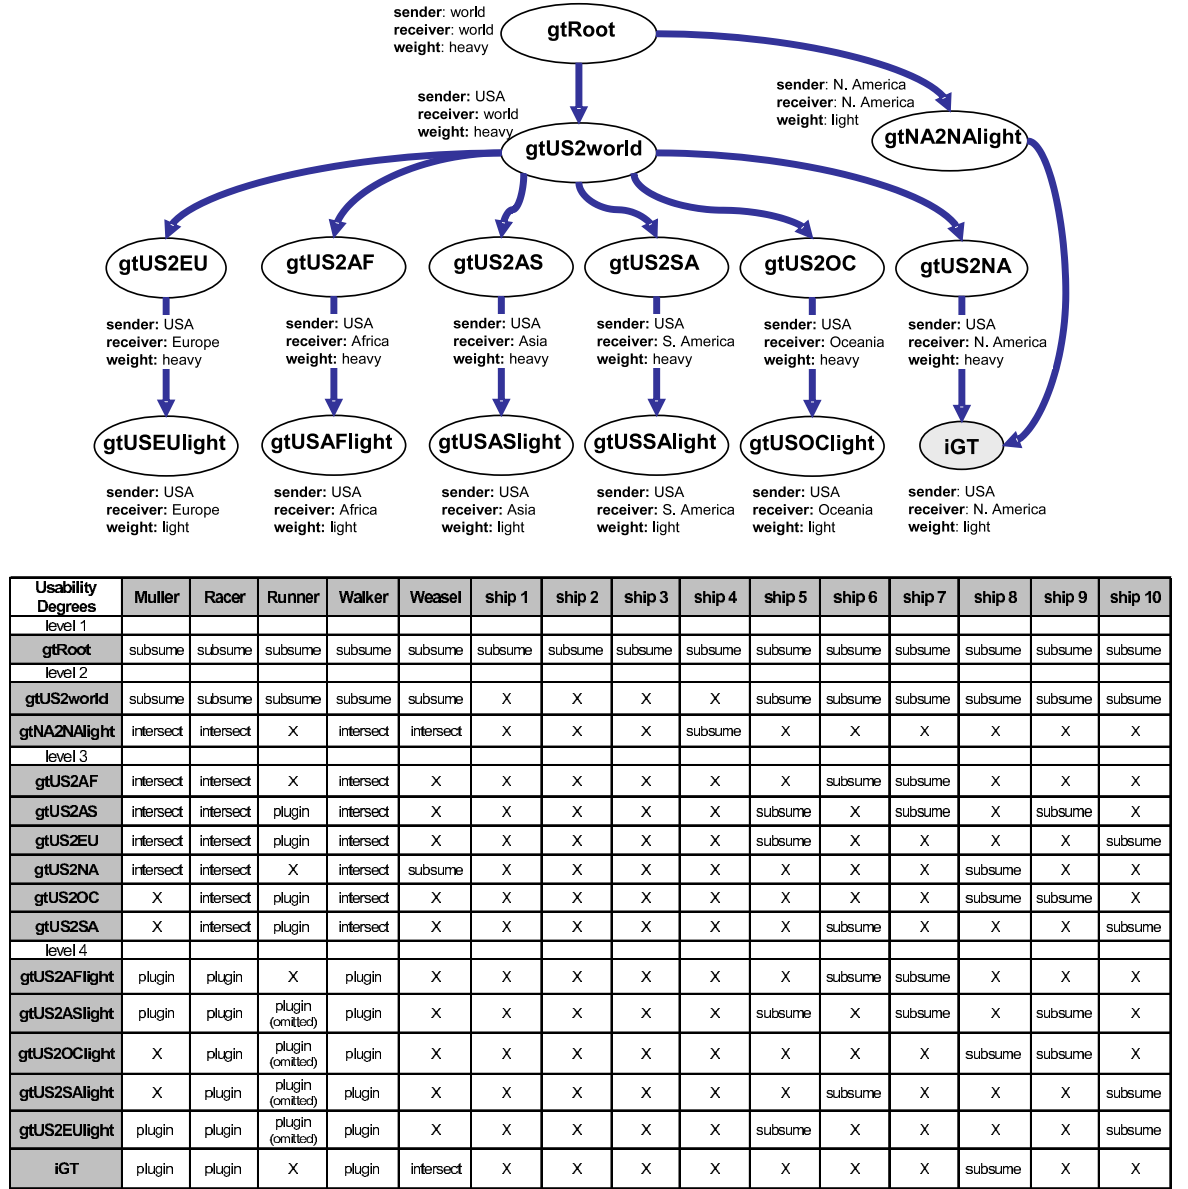 sender: world
receiver: world
weight: heavy
gtRoot
sender: USA
receiver: world
weight: heavy
gtUS2world
sender: N. America
receiver: N. America
weight: light
gtNA2NAlight
gtUS2EU
gtUS2AF
gtUS2AS
gtUS2SA
gtUS2OC
gtUS2NA
sender: USA
receiver: Europe
weight: heavy
sender: USA
receiver: Africa
weight: heavy
sender: USA
receiver: Asia
weight: heavy
sender: USA
receiver: S. America
weight: heavy
sender: USA
receiver: Oceania
weight: heavy
sender: USA
receiver: N. America
weight: heavy
gtUSEUlight
gtUSAFlight
gtUSASlight
gtUSSAlight
gtUSOClight
iGT
sender: USA
receiver: Europe
weight: light
sender: USA
receiver: Africa
weight: light
sender: USA
receiver: Asia
weight: light
sender: USA
receiver: S. America
weight: light
sender: USA
receiver: Oceania
weight: light
sender: USA
receiver: N. America
weight: light
Usability Degrees Muller Racer Runner Walker Weasel ship 1 ship 2 ship 3 ship 4 ship 5 ship 6 ship 7 ship 8 ship 9 ship 10
level 1
gtRoot subsume subsume subsume subsume subsume subsume subsume subsume subsume subsume subsume subsume subsume subsume subsume
level 2
gtUS2world subsume subsume subsume subsume subsume X X X X subsume subsume subsume subsume subsume subsume
gtNA2NAlight intersect intersect X intersect intersect X X X subsume X X X X X X
level 3
gtUS2AF intersect intersect X intersect X X X X X X subsume subsume X X X
gtUS2AS intersect intersect plugin intersect X X X X X subsume X subsume X subsume X
gtUS2EU intersect intersect plugin intersect X X X X X subsume X X X X subsume
gtUS2NA intersect intersect X intersect subsume X X X X X X X subsume X X
gtUS2OC X intersect plugin intersect X X X X X X X X subsume subsume X
gtUS2SA X intersect plugin intersect X X X X X X subsume X X X subsume
level 4
gtUS2AFlight plugin plugin X plugin X X X X X X subsume subsume X X X
gtUS2ASlight plugin plugin plugin (omitted) plugin X X X X X subsume X subsume X subsume X
gtUS2OClight X plugin plugin (omitted) plugin X X X X X X X X subsume subsume X
gtUS2SAlight X plugin plugin (omitted) plugin X X X X X X subsume X X X subsume
gtUS2EUlight plugin plugin plugin (omitted) plugin X X X X X subsume X X X X subsume
iGT plugin plugin X plugin intersect X X X X X X X subsume X X